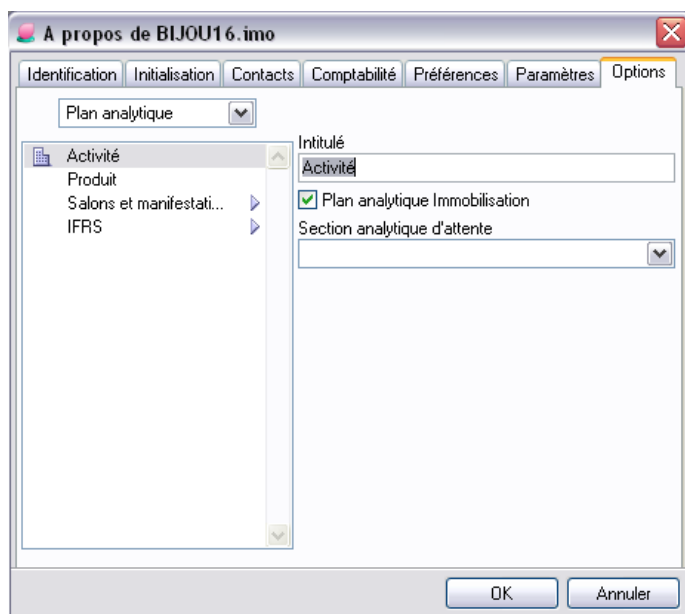 A propos de BIJOU16.imo
Identification Initialisation Contacts Comptabilité Préférences Paramètres Options
Plan analytique
Activité
Produit
Salons et manifestati...
IFRS
Intitulé
Activité
Plan analytique Immobilisation
Section analytique d'attente
OK Annuler